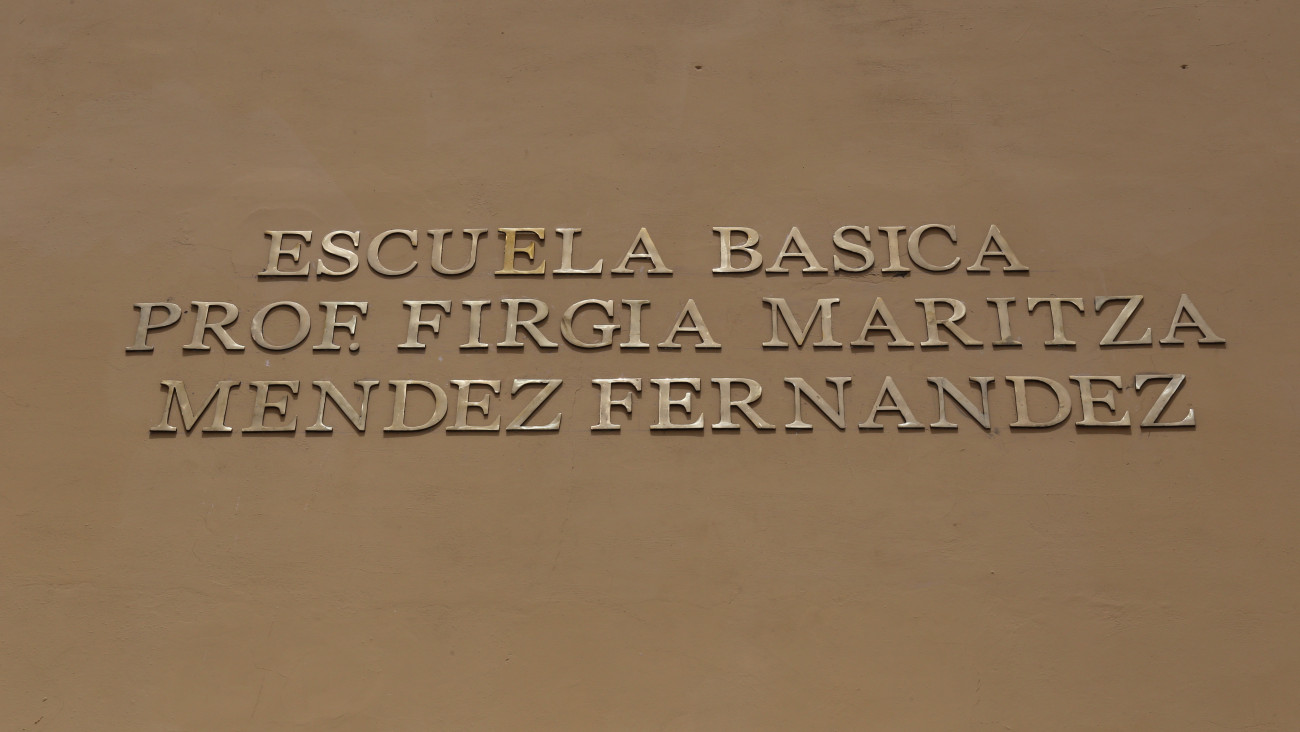 ESCUELA BASICA
PROF. FIRGIA MARITZA
MENDEZ FERNANDEZ